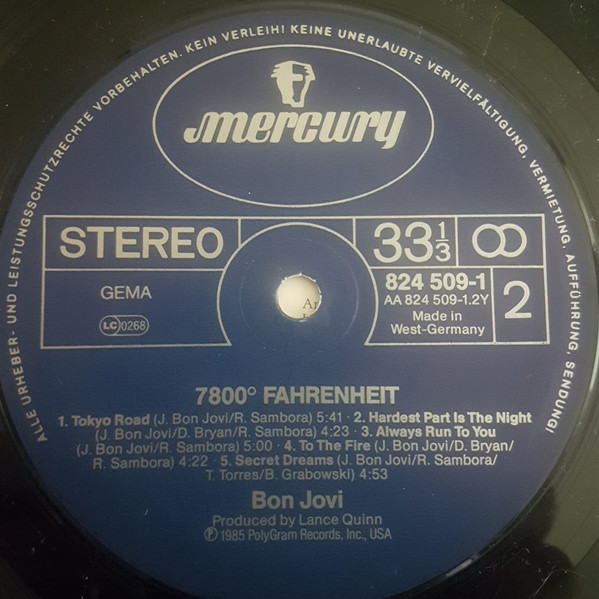 ALLE URHEBER- UND LEISTUNGSSCHUTZRECHTE VORBEHALTEN. KEIN VERLEIH! KEINE UNERLAUBTE VERVIELFÄLTIGUNG, VERMIETUNG, AUFFÜHRUNG, SENDUNG!
mercury
STEREO
33 1/3
GEMA
LC 0268
824 509-1
AA 824 509-1.2Y
Made in
West-Germany
2
7800° FAHRENHEIT
1. Tokyo Road (J. Bon Jovi/R. Sambora) 5:41 · 2. Hardest Part Is The Night
(J. Bon Jovi/D. Bryan/R. Sambora) 4:23 · 3. Always Run To You
(J. Bon Jovi/R. Sambora) 5:00 · 4. To The Fire (J. Bon Jovi/D. Bryan/
R. Sambora) 4:22 · 5. Secret Dreams (J. Bon Jovi/R. Sambora/
T. Torres/B. Grabowski) 4:53
Bon Jovi
Produced by Lance Quinn
℗ 1985 PolyGram Records, Inc., USA